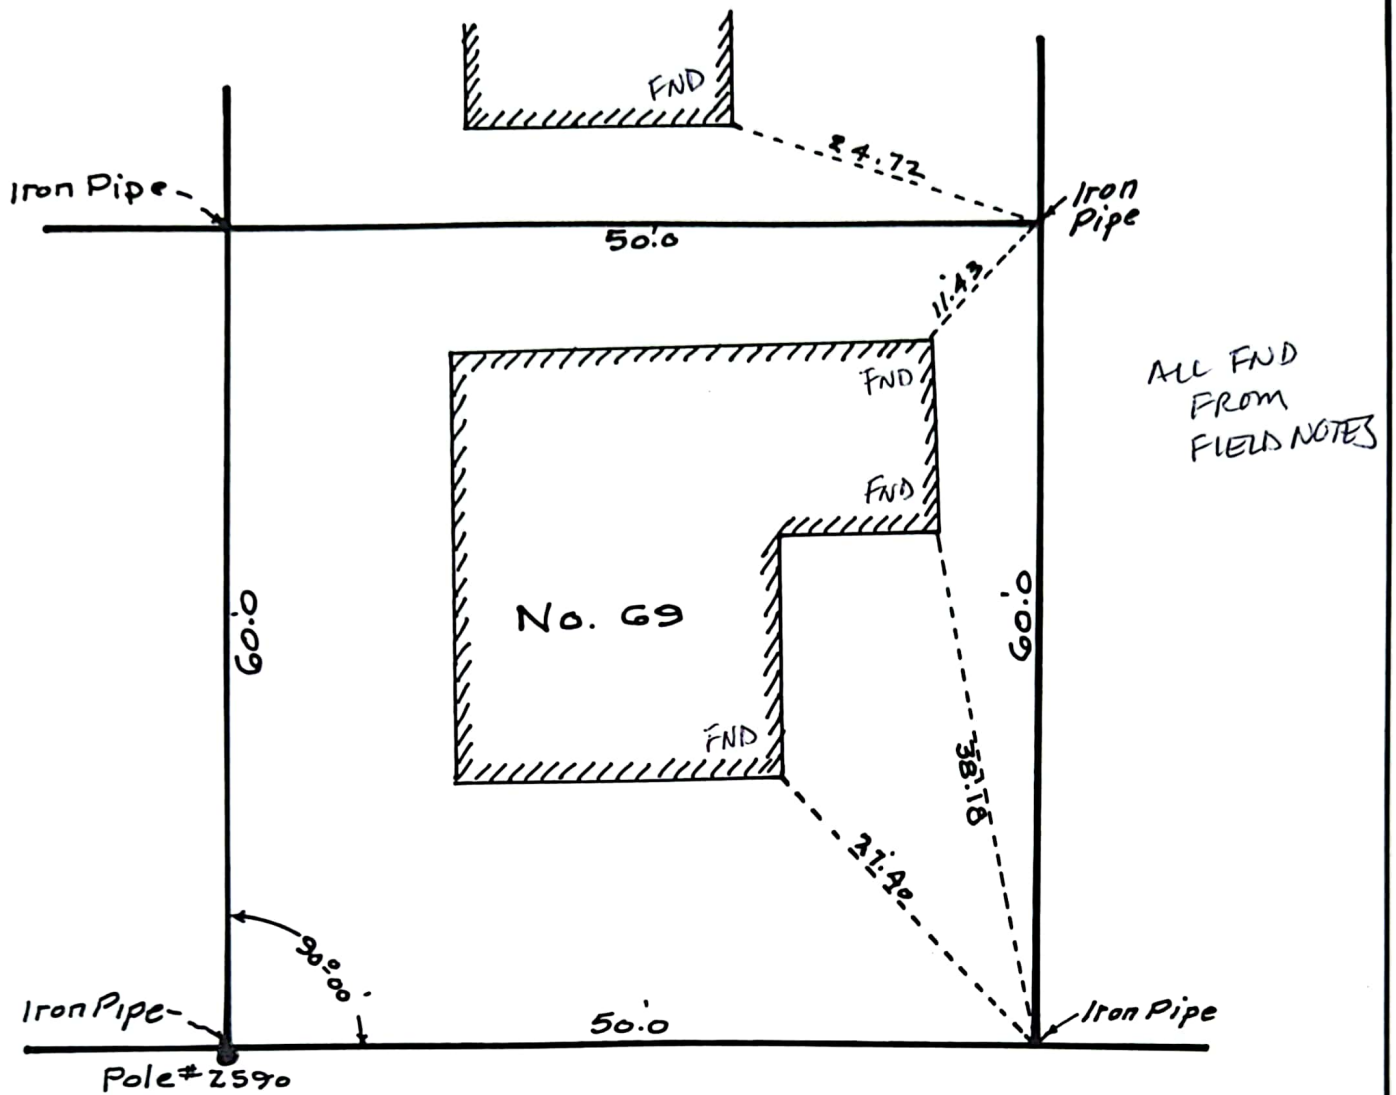 FND
24.72
Iron Pipe
Iron
Pipe
50.0
11.43
FND
ALL FND
FROM
FIELD NOTES
FND
60.0
No. 69
60.0
FND
38.18
27.40
90°00'
Iron Pipe
50.0
Iron Pipe
Pole # 2590